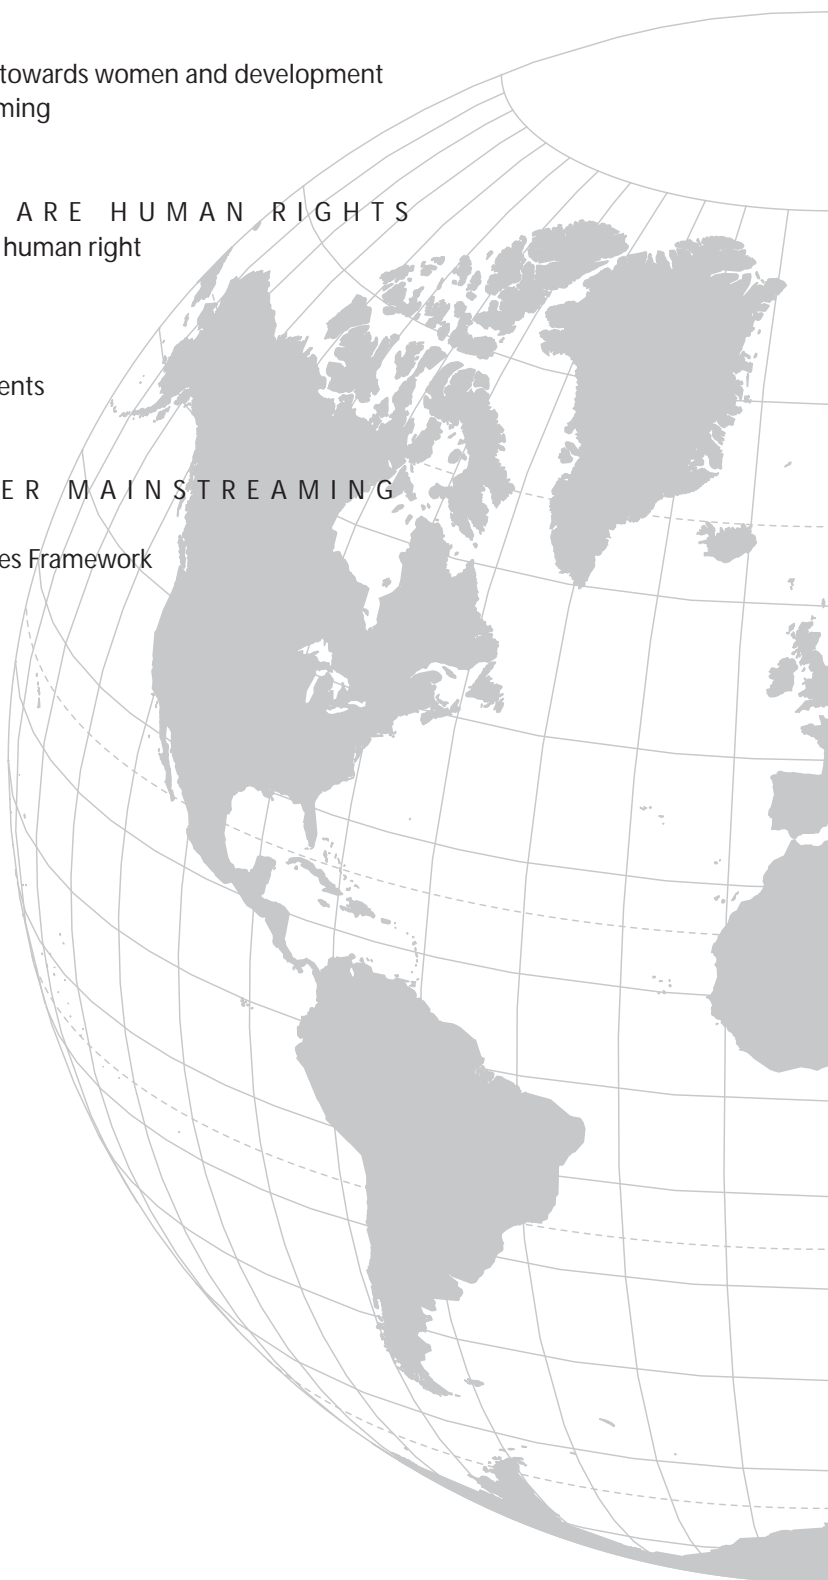 towards women and development
ming
ARE HUMAN RIGHTS
human right
ents
ER MAINSTREAMING
es Framework